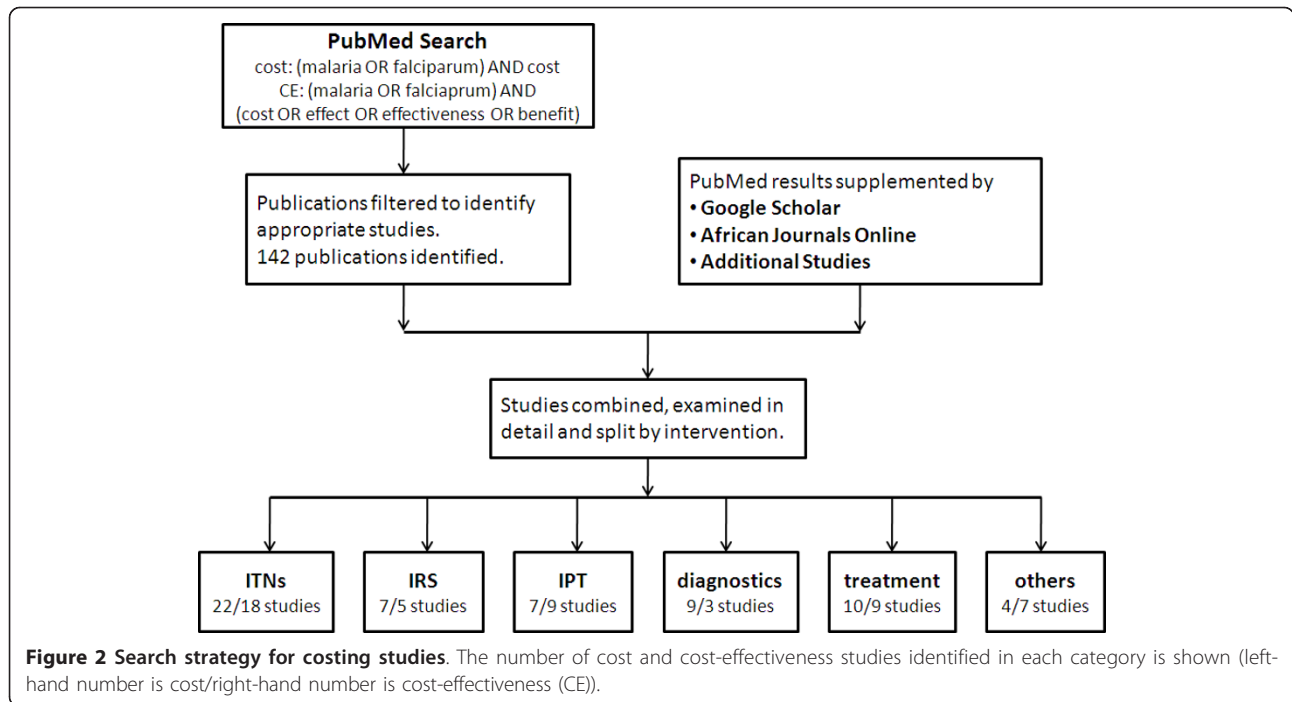 PubMed Search
cost: (malaria OR falciparum) AND cost
CE: (malaria OR falciaprum) AND
(cost OR effect OR effectiveness OR benefit)
Publications filtered to identify
appropriate studies.
142 publications identified.
PubMed results supplemented by
• Google Scholar
• African Journals Online
• Additional Studies
Studies combined, examined in
detail and split by intervention.
ITNs
22/18 studies
IRS
7/5 studies
IPT
7/9 studies
diagnostics
9/3 studies
treatment
10/9 studies
others
4/7 studies
Figure 2 Search strategy for costing studies. The number of cost and cost-effectiveness studies identified in each category is shown (left-
hand number is cost/right-hand number is cost-effectiveness (CE)).